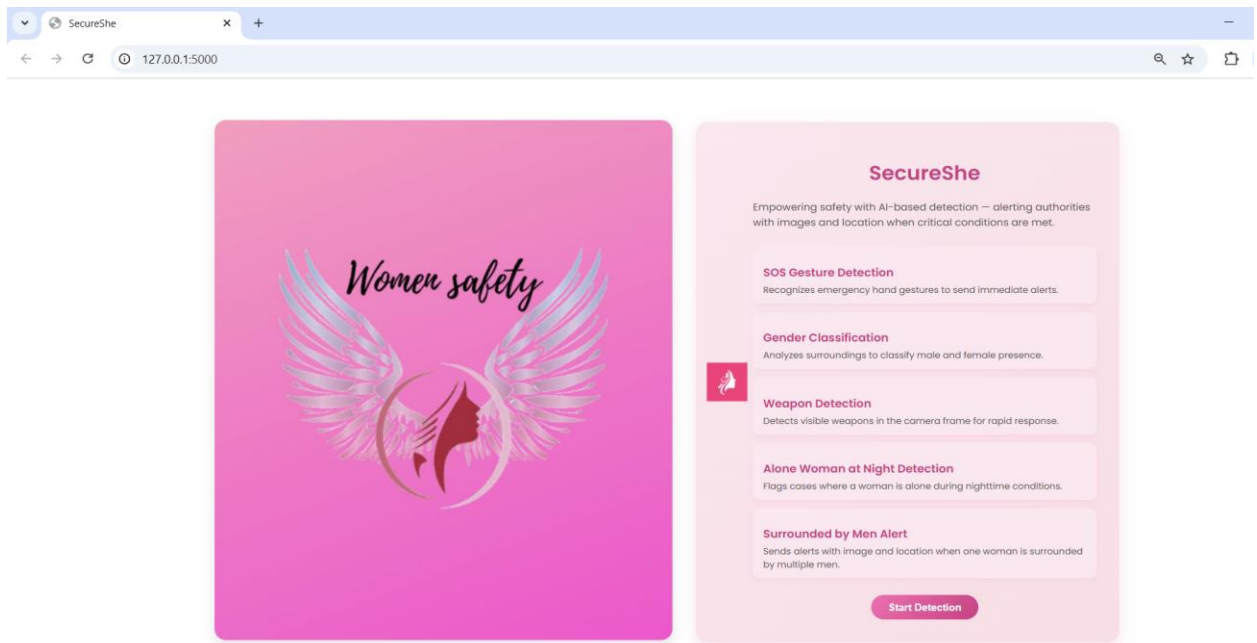 SecureShe
127.0.0.1:5000
Women safety
SecureShe
Empowering safety with AI-based detection — alerting authorities
with images and location when critical conditions are met.
SOS Gesture Detection
Recognizes emergency hand gestures to send immediate alerts.
Gender Classification
Analyzes surroundings to classify male and female presence.
Weapon Detection
Detects visible weapons in the camera frame for rapid response.
Alone Woman at Night Detection
Flags cases where a woman is alone during nighttime conditions.
Surrounded by Men Alert
Sends alerts with image and location when one woman is surrounded
by multiple men.
Start Detection